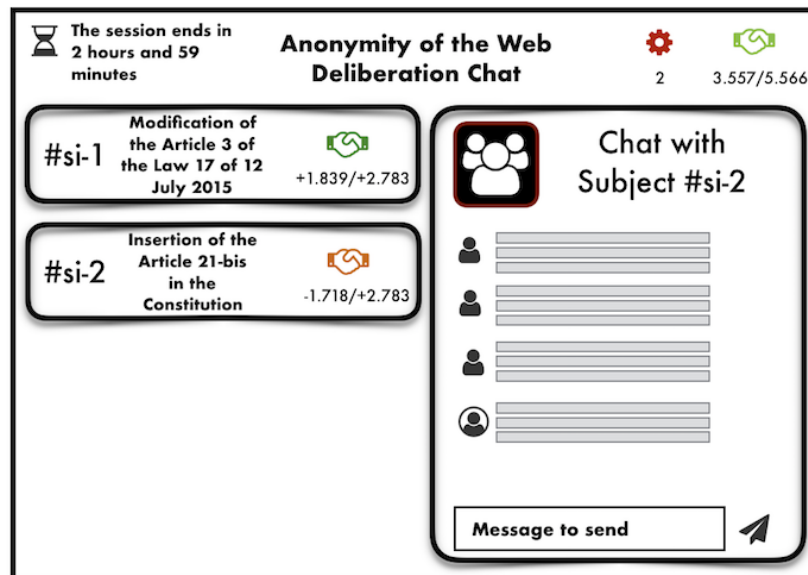 The session ends in
2 hours and 59
minutes
Anonymity of the Web
Deliberation Chat
2
3.557/5.566
#si-1
Modification of
the Article 3 of
the Law 17 of 12
July 2015
+1.839/+2.783
#si-2
Insertion of the
Article 21-bis
in the
Constitution
-1.718/+2.783
Chat with
Subject #si-2
Message to send